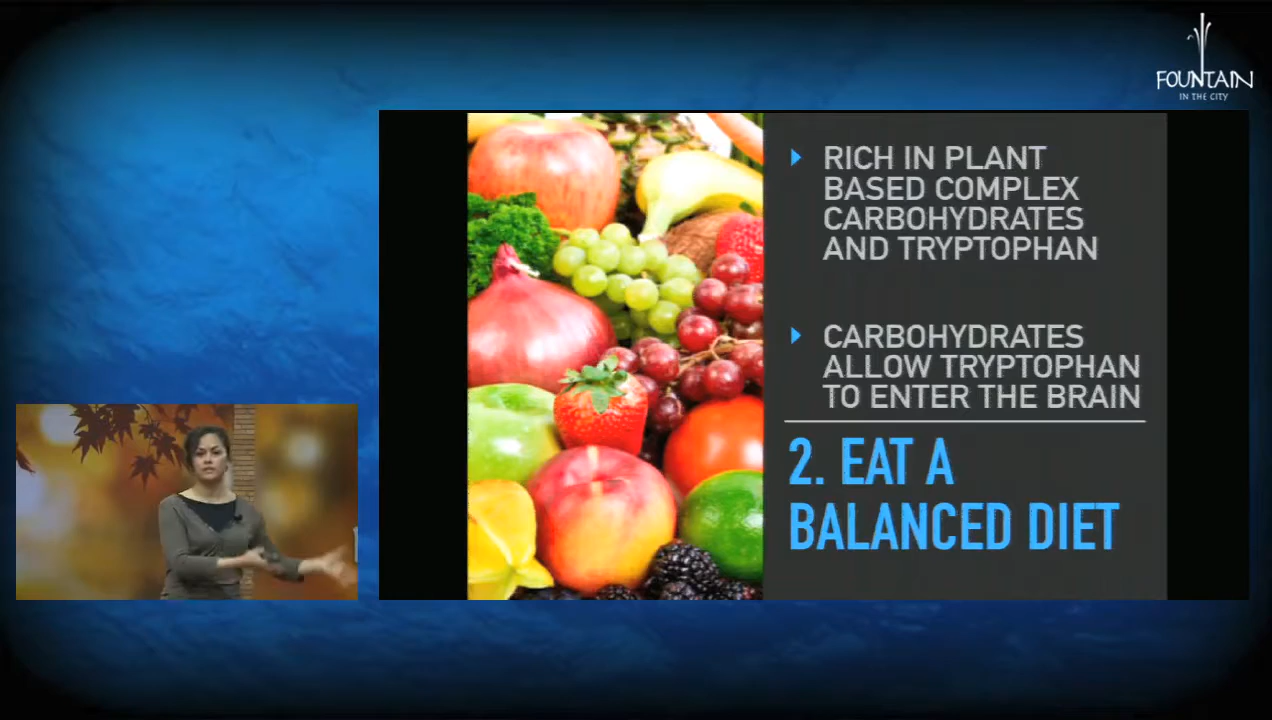 FOUNTAIN
IN THE CITY
RICH IN PLANT
BASED COMPLEX
CARBOHYDRATES
AND TRYPTOPHAN
CARBOHYDRATES
ALLOW TRYPTOPHAN
TO ENTER THE BRAIN
2. EAT A
BALANCED DIET